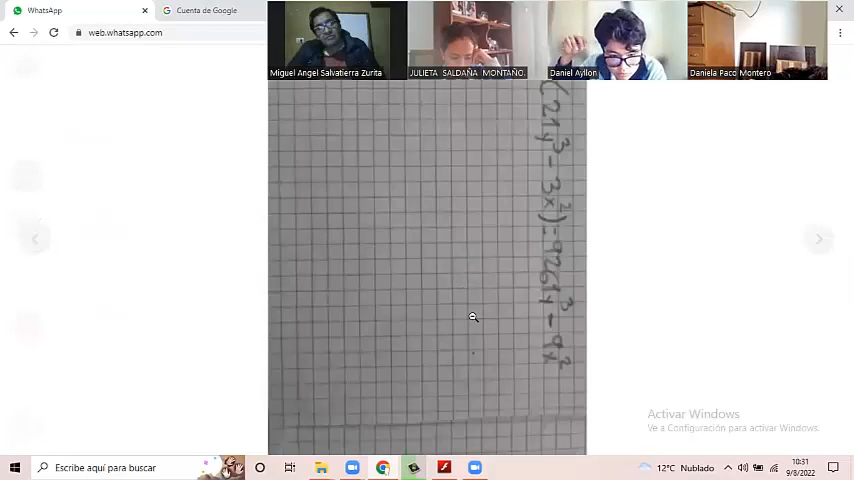 WhatsApp
Cuenta de Google
web.whatsapp.com
Miguel Angel Salvatierra Zurita
JULIETA SALDAÑA MONTAÑO.
Daniel Ayllon
Daniela Paco Montero
(21y³ - 3x²) = 9261y³ - 9x²
Activar Windows
Ve a Configuración para activar Windows.
Escribe aquí para buscar
12°C Nublado
10:31
9/8/2022